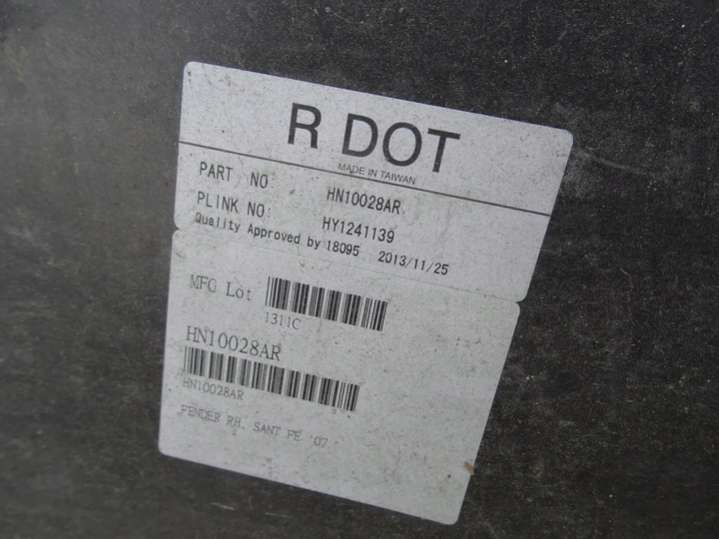 R DOT
MADE IN TAIWAN
PART NO: HN10028AR
PLINK NO: HY1241139
Quality Approved by 18095 2013/11/25
MFG Lot
1311C
HN10028AR
HN10028AR
FENDER RH, SANT FE '07